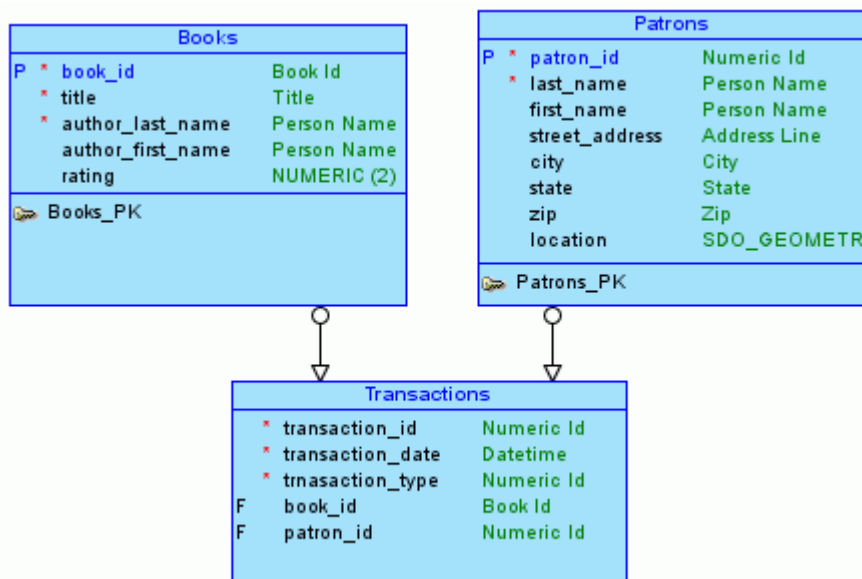 Books
P * book_id Book Id
* title Title
* author_last_name Person Name
author_first_name Person Name
rating NUMERIC (2)
Books_PK
Patrons
P * patron_id Numeric Id
* last_name Person Name
first_name Person Name
street_address Address Line
city City
state State
zip Zip
location SDO_GEOMETR
Patrons_PK
Transactions
* transaction_id Numeric Id
* transaction_date Datetime
* trnasaction_type Numeric Id
F book_id Book Id
F patron_id Numeric Id